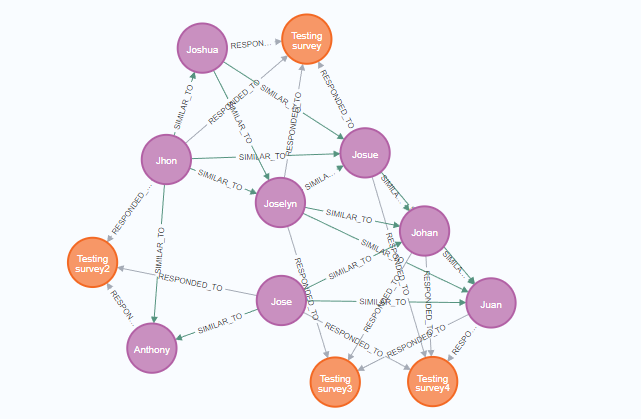 Testing
survey
Joshua
RESPON...
SIMILAR_TO
RESPONDED_TO
SIMILAR_TO
SIMILAR_TO
RESPONDED_TO
RESPONDED_TO
Jhon
SIMILAR_TO
Josue
SIMILAR_TO
SIMILA...
SIMILA...
Joselyn
RESPONDED_...
SIMILAR_TO
SIMILAR_TO
Johan
SIMILAR_TO
Testing
survey2
RESPONDED_TO
RESPONDED_TO
RESPONDED_TO
SIMILAR_TO
SIMILA...
RESPON...
Jose
SIMILAR_TO
Juan
SIMILAR_TO
RESPONDED_TO
RESPONDED_TO
RESPONDED_TO
RESPONDED_TO
RESPO...
Anthony
Testing
survey3
Testing
survey4